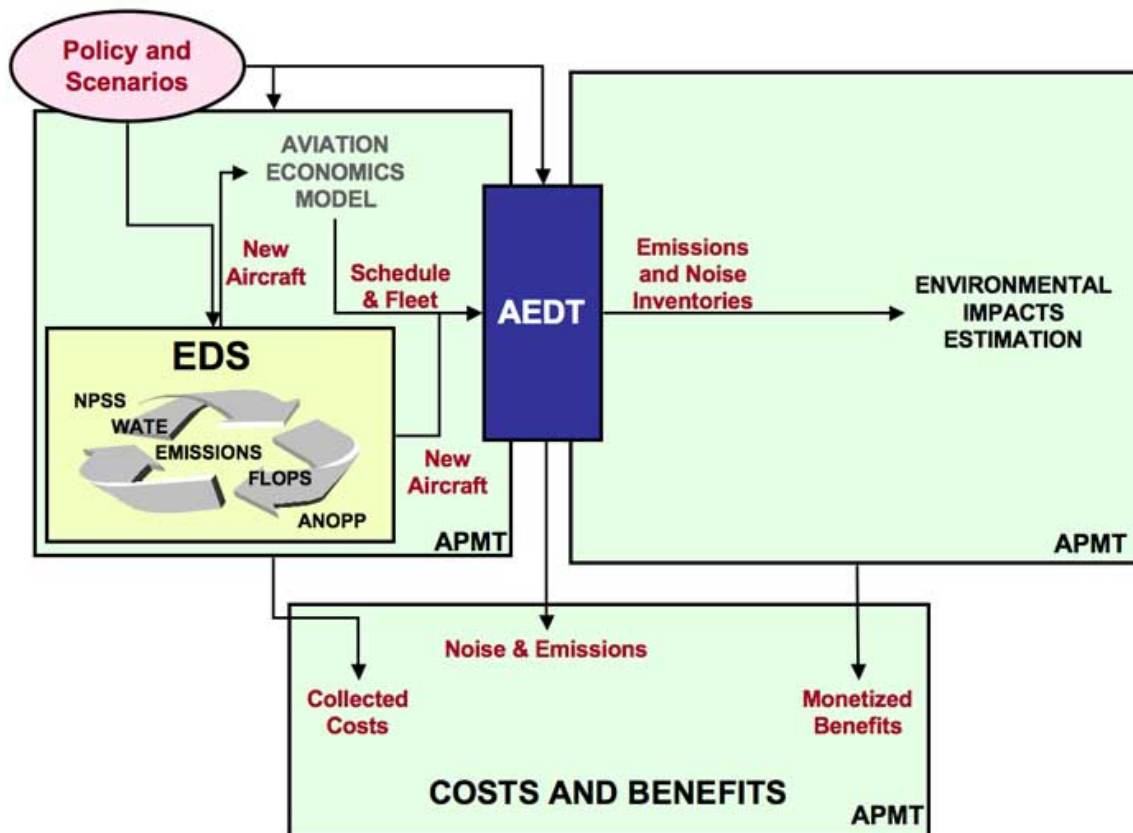 Policy and
Scenarios
AVIATION
ECONOMICS
MODEL
New
Aircraft
Schedule
& Fleet
AEDT
Emissions
and Noise
Inventories
ENVIRONMENTAL
IMPACTS
ESTIMATION
EDS
NPSS
WATE
EMISSIONS
FLOPS
ANOPP
New
Aircraft
APMT
APMT
Noise & Emissions
Collected
Costs
Monetized
Benefits
COSTS AND BENEFITS
APMT